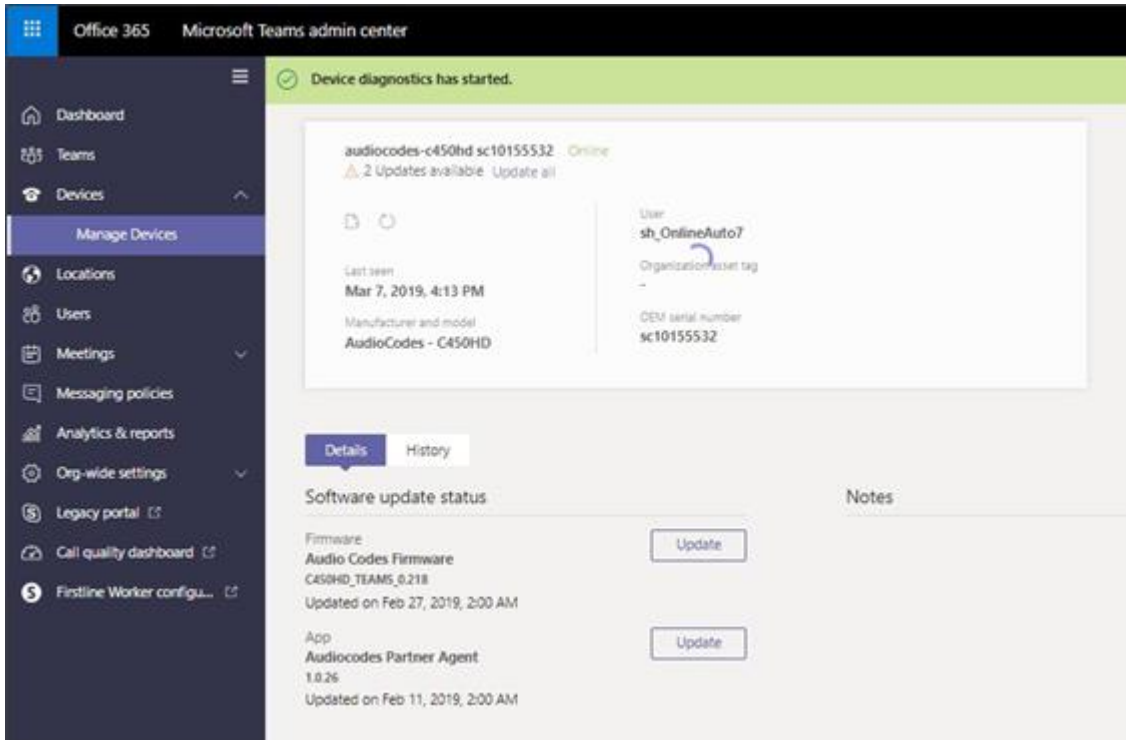 Office 365 Microsoft Teams admin center
Device diagnostics has started.
Dashboard
Teams
Devices
Manage Devices
Locations
Users
Meetings
Messaging policies
Analytics & reports
Org-wide settings
Legacy portal
Call quality dashboard
Firstline Worker configu...
audiocodes-c450hd sc10155532 Online
2 Updates available Update all
Last seen
Mar 7, 2019, 4:13 PM
Manufacturer and model
AudioCodes - C450HD
User
sh_OnlineAuto7
Organization asset tag
-
OEM serial number
sc10155532
Details History
Software update status
Firmware
Audio Codes Firmware
C450HD_TEAMS_0.218
Updated on Feb 27, 2019, 2:00 AM
Update
App
Audiocodes Partner Agent
1.0.26
Updated on Feb 11, 2019, 2:00 AM
Update
Notes